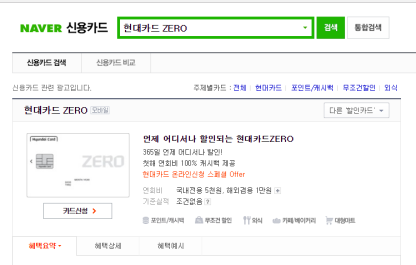 NAVER 신용카드
현대카드 ZERO
검색
통합검색
신용카드 검색
신용카드 비교
신용카드 관련 광고입니다.
주제별카드 : 전체 | 현대카드 | 포인트/캐시백 | 무조건할인 | 외식
현대카드 ZERO 모바일
다른 '할인카드'
Hyundai Card
ZERO
언제 어디서나 할인되는 현대카드ZERO
365일 언제 어디서나 할인!
첫해 연회비 100% 캐시백 제공
현대카드 온라인신청 스페셜 Offer
연회비 국내전용 5천원, 해외겸용 1만원
기준실적 조건없음 ?
카드신청 >
포인트/캐시백
무조건 할인
외식
카페/베이커리
대형마트
혜택요약
혜택상세
혜택예시